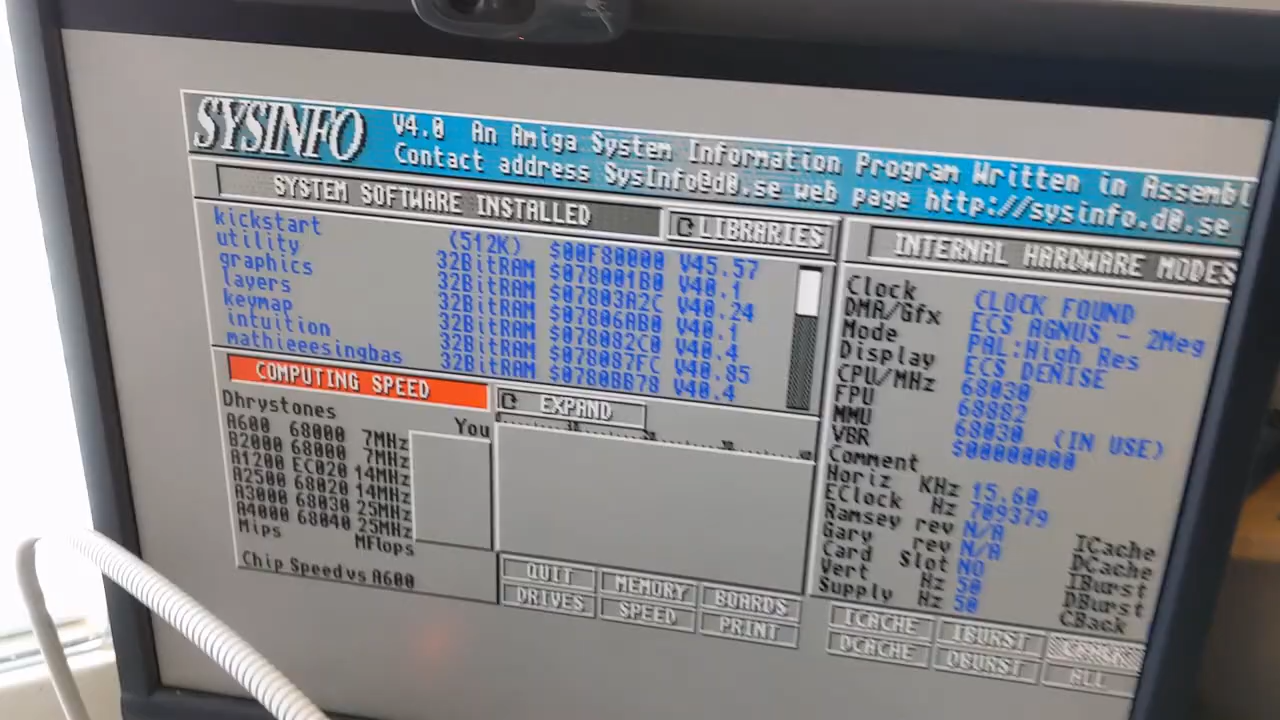 SYSINFO
V4.0 An Amiga System Information Program Written in Assembl
Contact address SysInfo@d0.se web page http://sysinfo.d0.se
SYSTEM SOFTWARE INSTALLED
LIBRARIES
INTERNAL HARDWARE MODES
kickstart (512K) $00F80000 V45.57
utility 32BitRAM $078001B0 V40.1
graphics 32BitRAM $07803A2C V40.24
layers 32BitRAM $07806AB0 V40.1
keymap 32BitRAM $078082C0 V40.4
intuition 32BitRAM $078087FC V40.85
mathieeesingbas 32BitRAM $0780BB78 V40.4
Clock CLOCK FOUND
DMA/Gfx ECS AGNUS - 2Meg
Mode PAL:High Res
Display ECS DENISE
CPU/MHz 68030
FPU 68882
MMU 68030 (IN USE)
VBR $00000000
Comment
Horiz KHz 15.60
EClock Hz 709379
Ramsey rev N/A
Gary rev N/A
Card Slot NO
Vert Hz 50
Supply Hz 50
ICache
DCache
IBurst
DBurst
CBack
COMPUTING SPEED
EXPAND
Dhrystones You
A600 68000 7MHz
B2000 68000 7MHz
A1200 EC020 14MHz
A2500 68020 14MHz
A3000 68030 25MHz
A4000 68040 25MHz
Mips MFlops
Chip Speed vs A600
QUIT MEMORY BOARDS
DRIVES SPEED PRINT
ICACHE IBURST
DCACHE DBURST ALL